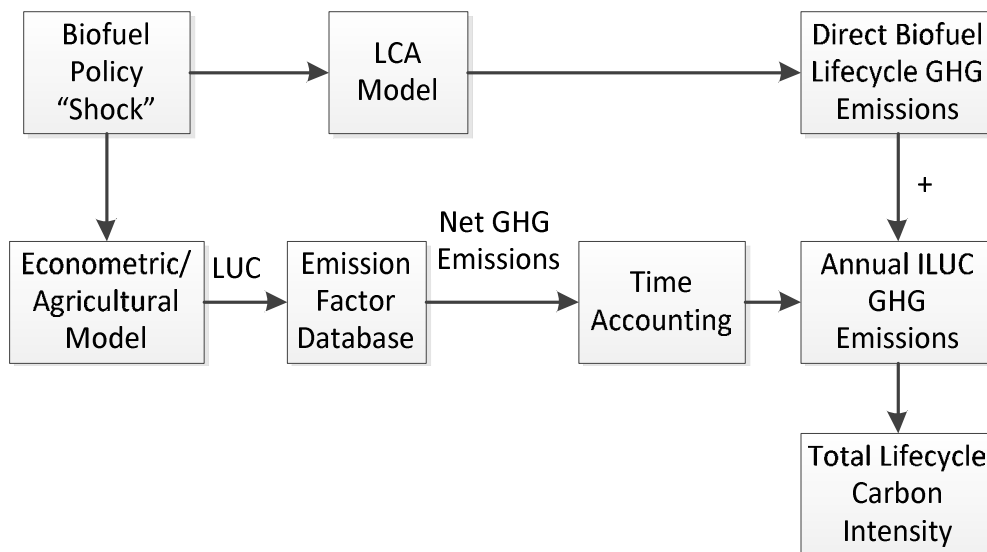 Biofuel
Policy
“Shock”
LCA
Model
Direct Biofuel
Lifecycle GHG
Emissions
+
Econometric/
Agricultural
Model
LUC
Emission
Factor
Database
Net GHG
Emissions
Time
Accounting
Annual ILUC
GHG
Emissions
Total Lifecycle
Carbon
Intensity